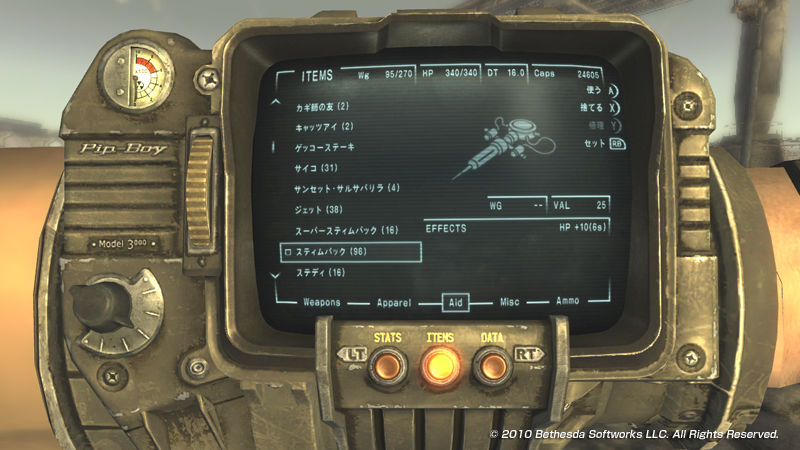 ITEMS Wg 95/270 HP 340/340 DT 16.0 Caps 24605
使う A
捨てる X
修理 Y
セット RB
カギ師の友 (2)
キャッツアイ (2)
ゲッコーステーキ
サイコ (31)
サンセット・サルサパリラ (4)
ジェット (38)
スーパースティムパック (16)
スティムパック (96)
ステディ (16)
WG -- VAL 25
EFFECTS HP +10(6s)
Weapons Apparel Aid Misc Ammo
Pip-Boy
Model 3000
STATS ITEMS DATA
LT RT
© 2010 Bethesda Softworks LLC. All Rights Reserved.